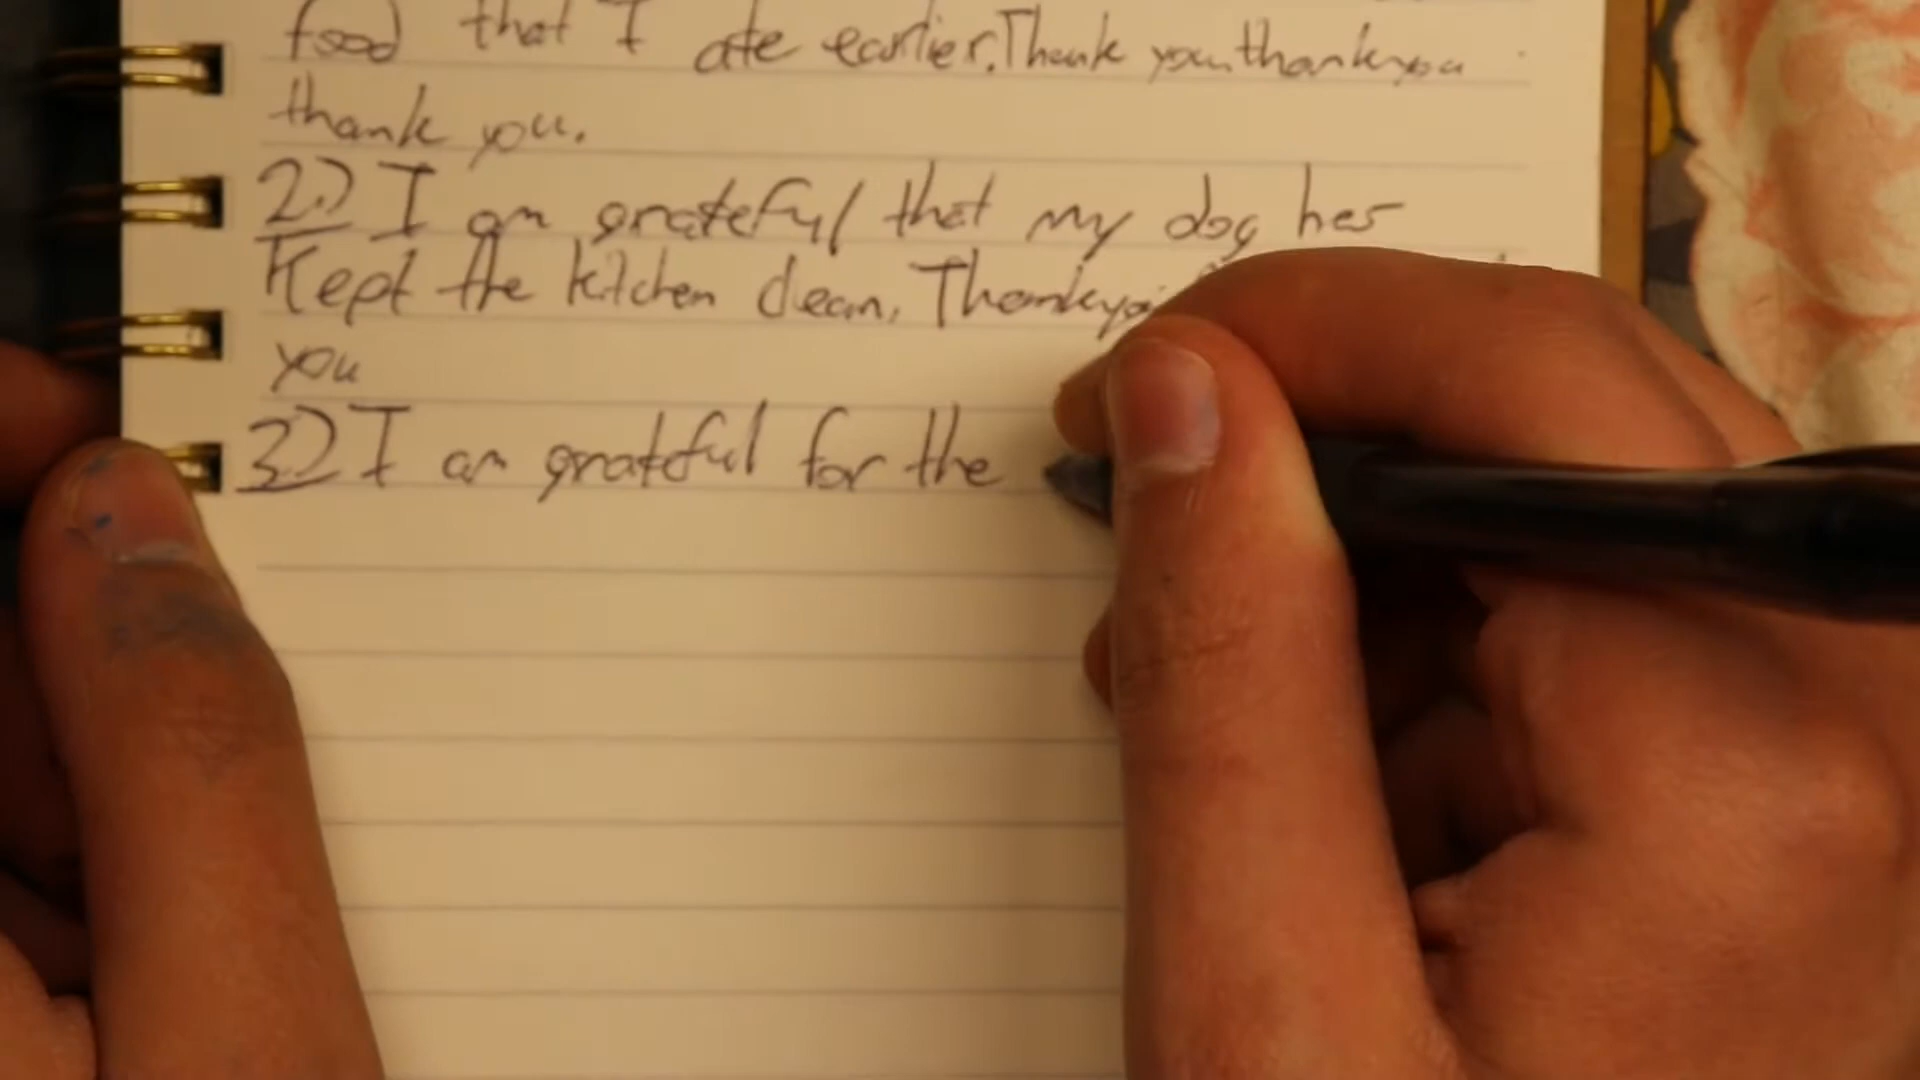 food that I ate earlier. Thank you. thank you
thank you.
2.) I am grateful that my dog has
Kept the kitchen clean. Thank you
you
3.) I am grateful for the